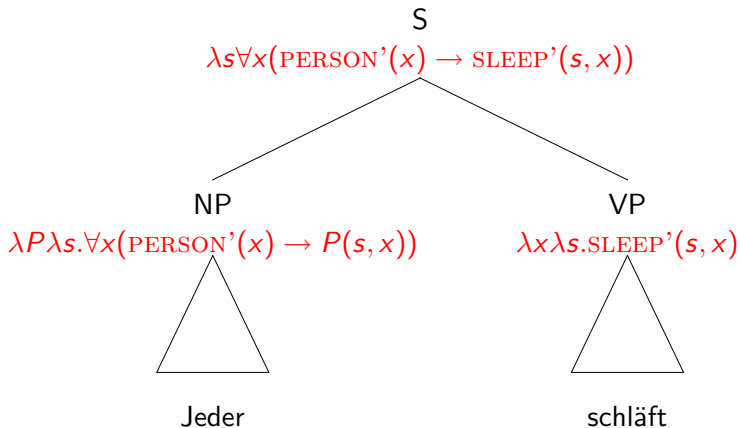 S
λs∀x(PERSON’(x) → SLEEP’(s, x))
NP VP
λPλs.∀x(PERSON’(x) → P(s, x)) λxλs.SLEEP’(s, x)
Jeder schläft